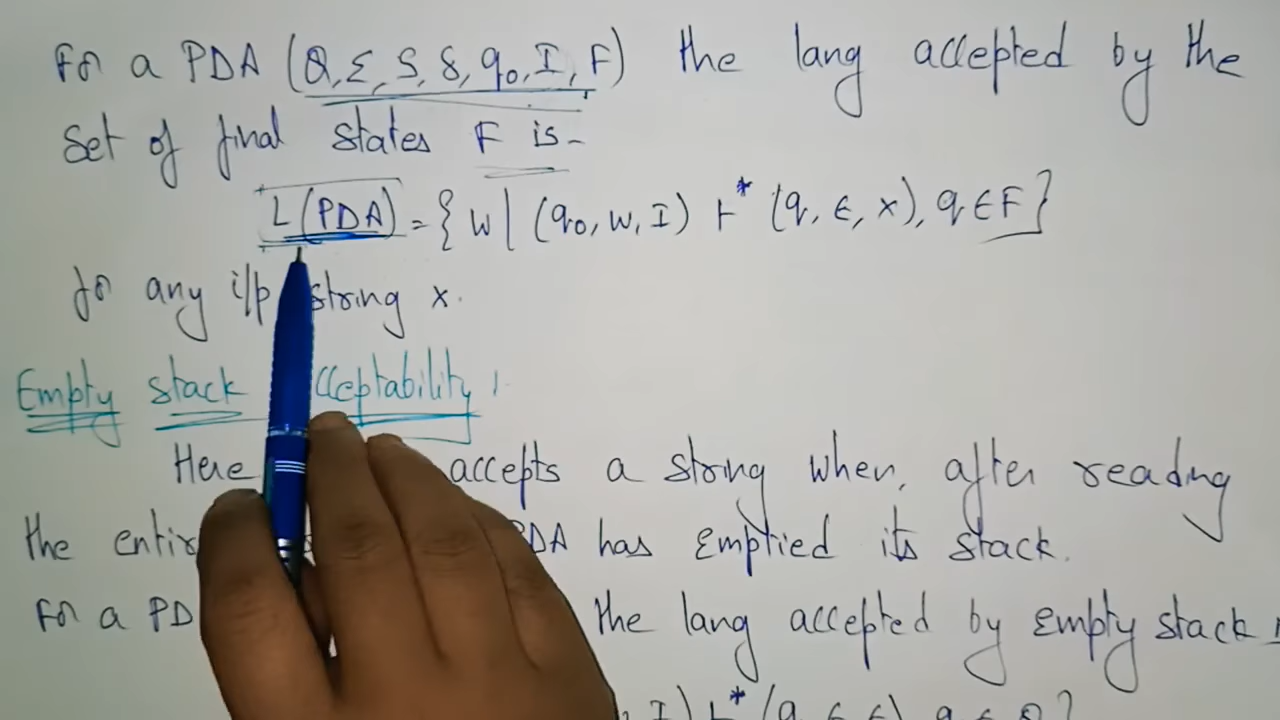 For a PDA (Q, Σ, S, δ, q₀, I, F) the lang accepted by the
set of final states F is-
L(PDA) = { W | (q₀, w, I) ⊢* (q, ε, x), q ∈ F }
for any i/p string x.
Empty stack acceptability :
Here accepts a string when, after reading
the PDA has emptied its stack.
For a the lang accepted by empty stack
I) ⊢* (q, ε, ε), q ∈ Q }